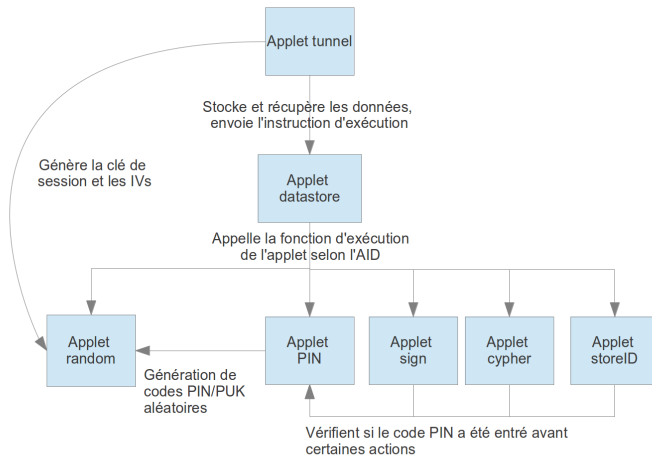 Applet tunnel
Stocke et récupère les données,
envoie l'instruction d'exécution
Génère la clé de
session et les IVs
Applet
datastore
Appelle la fonction d'exécution
de l'applet selon l'AID
Applet
random
Applet
PIN
Applet
sign
Applet
cypher
Applet
storeID
Génération de
codes PIN/PUK
aléatoires
Vérifient si le code PIN a été entré avant
certaines actions